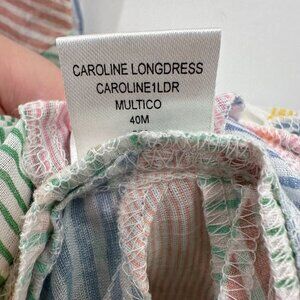 CAROLINE LONGDRESS
CAROLINE1LDR
MULTICO
40M